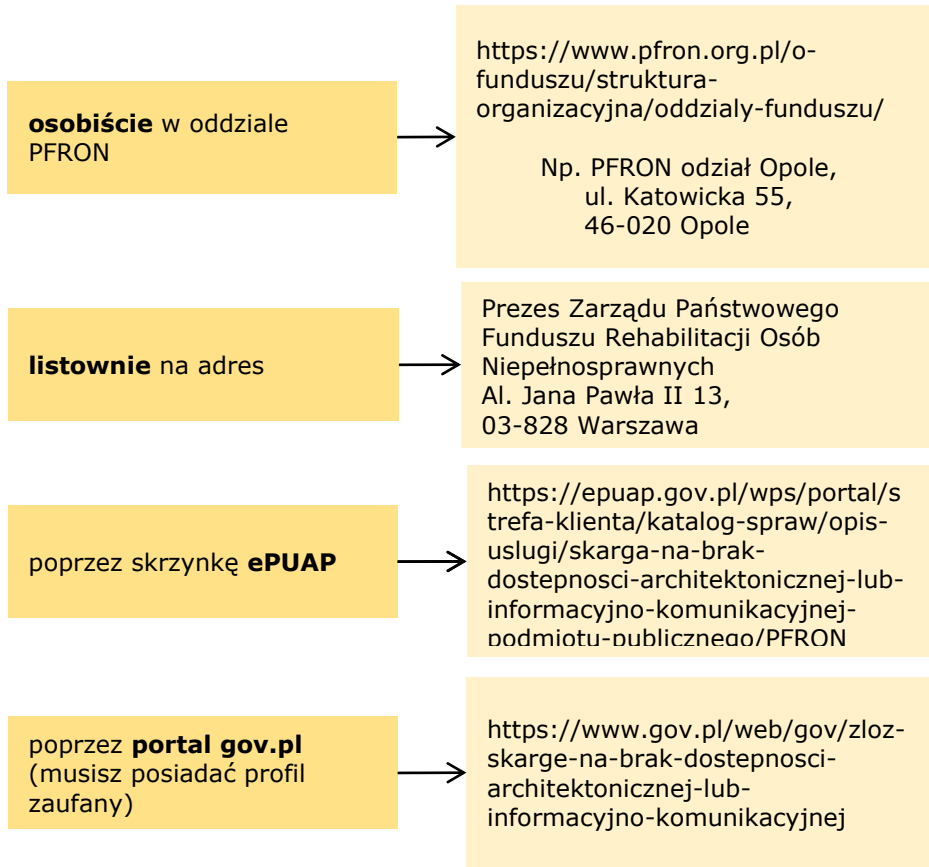 osobiście w oddziale
PFRON
https://www.pfron.org.pl/o-
funduszu/struktura-
organizacyjna/oddzialy-funduszu/
Np. PFRON odział Opole,
ul. Katowicka 55,
46-020 Opole
listownie na adres
Prezes Zarządu Państwowego
Funduszu Rehabilitacji Osób
Niepełnosprawnych
Al. Jana Pawła II 13,
03-828 Warszawa
poprzez skrzynkę ePUAP
https://epuap.gov.pl/wps/portal/s
trefa-klienta/katalog-spraw/opis-
uslugi/skarga-na-brak-
dostepnosci-architektonicznej-lub-
informacyjno-komunikacyjnej-
podmiotu-publicznego/PFRON
poprzez portal gov.pl
(musisz posiadać profil
zaufany)
https://www.gov.pl/web/gov/zloz-
skarge-na-brak-dostepnosci-
architektonicznej-lub-
informacyjno-komunikacyjnej